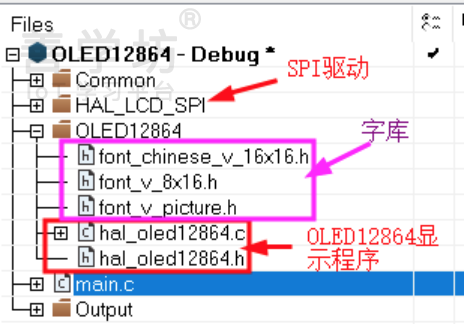 Files
OLED12864 - Debug *
Common
SPI驱动
HAL_LCD_SPI
OLED12864
字库
font_chinese_v_16x16.h
font_v_8x16.h
font_v_picture.h
hal_oled12864.c
OLED12864显
示程序
hal_oled12864.h
main.c
Output